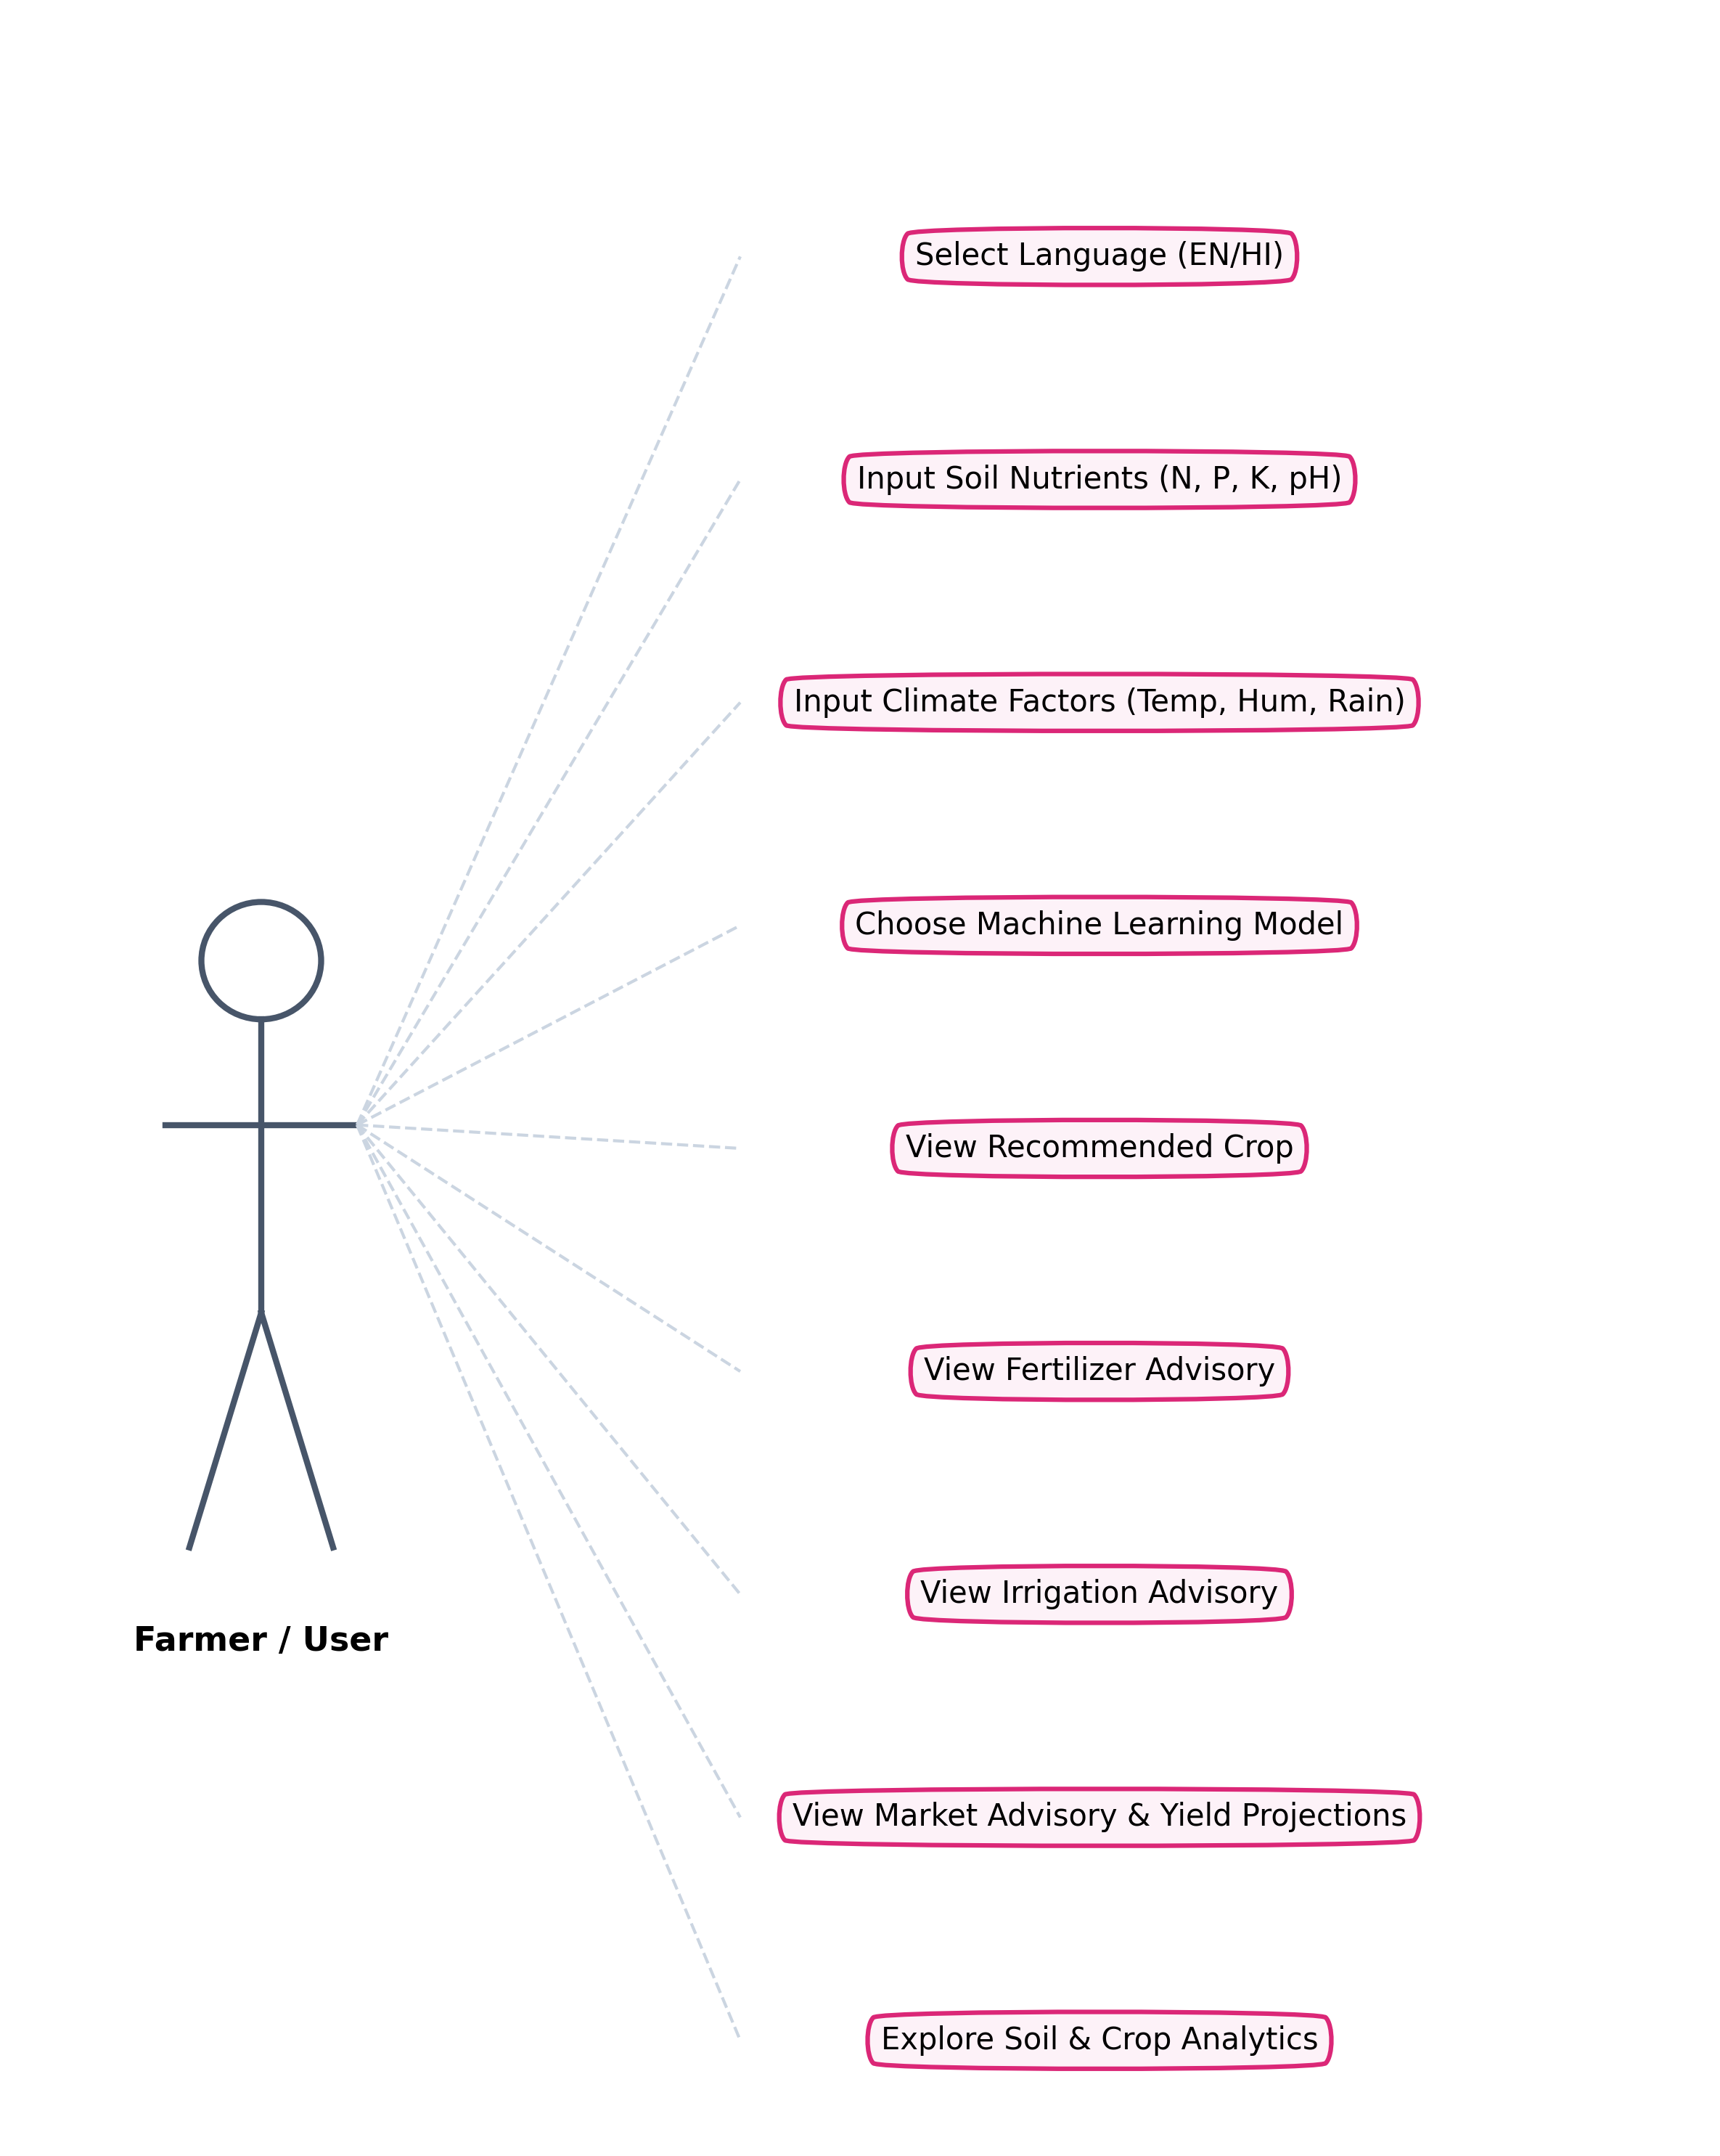 Select Language (EN/HI)
Input Soil Nutrients (N, P, K, pH)
Input Climate Factors (Temp, Hum, Rain)
Choose Machine Learning Model
View Recommended Crop
View Fertilizer Advisory
View Irrigation Advisory
Farmer / User
View Market Advisory & Yield Projections
Explore Soil & Crop Analytics